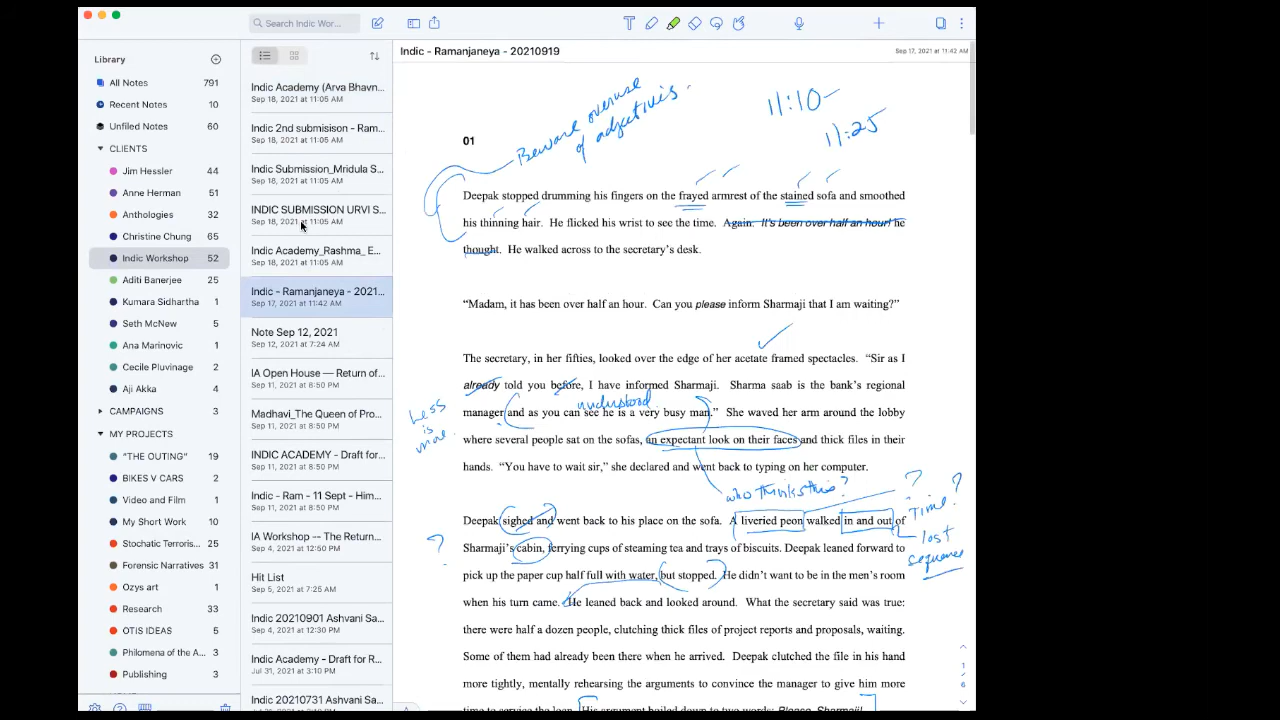 Search Indic Wor...
Library
All Notes 791
Recent Notes 10
Unfiled Notes 60
CLIENTS
Jim Hessler 44
Anne Herman 51
Anthologies 32
Christine Chung 65
Indic Workshop 52
Aditi Banerjee 25
Kumara Sidhartha 1
Seth McNew 5
Ana Marinovic 1
Cecile Pluvinage 2
Aji Akka 4
CAMPAIGNS 3
MY PROJECTS
"THE OUTING" 19
BIKES V CARS 2
Video and Film 1
My Short Work 2
Stochatic Terroris... 5
Forensic Narratives 31
Ozys art 1
Research 33
OTIS IDEAS 5
Philomena of the A... 3
Publishing 3
Indic Academy (Arva Bhavn...
Sep 18, 2021 at 11:05 AM
Indic 2nd submisison - Ram...
Sep 18, 2021 at 11:05 AM
Indic Submission_Mridula S...
Sep 18, 2021 at 11:05 AM
INDIC SUBMISSION URVI S...
Sep 18, 2021 at 11:05 AM
Indic Academy_Rashma_ E...
Sep 18, 2021 at 11:05 AM
Indic - Ramanjaneya - 2021...
Sep 17, 2021 at 11:42 AM
Note Sep 12, 2021
Sep 12, 2021 at 7:24 AM
IA Open House — Return of...
Sep 11, 2021 at 8:50 PM
Madhavi_The Queen of Pro...
Sep 11, 2021 at 8:50 PM
INDIC ACADEMY - Draft for...
Sep 11, 2021 at 8:50 PM
Indic - Ram - 11 Sept - Him...
Sep 11, 2021 at 8:50 PM
IA Workshop -- The Return...
Sep 4, 2021 at 12:50 PM
Hit List
Sep 5, 2021 at 7:25 AM
Indic 20210901 Ashvani Sa...
Sep 4, 2021 at 12:30 PM
Indic Academy - Draft for R...
Jul 31, 2021 at 3:10 PM
Indic 20210731 Ashvani Sa...
Indic - Ramanjaneya - 20210919
Sep 17, 2021 at 11:42 AM
Beware overuse
of adjectives
11:10-
11:25
01
Deepak stopped drumming his fingers on the frayed armrest of the stained sofa and smoothed
his thinning hair. He flicked his wrist to see the time. Again. It's been over half an hour! he
thought. He walked across to the secretary's desk.
"Madam, it has been over half an hour. Can you please inform Sharmaji that I am waiting?"
The secretary, in her fifties, looked over the edge of her acetate framed spectacles. "Sir as I
already told you before, I have informed Sharmaji. Sharma saab is the bank's regional
understood
Less
is
more
manager and as you can see he is a very busy man." She waved her arm around the lobby
where several people sat on the sofas, an expectant look on their faces and thick files in their
hands. "You have to wait sir," she declared and went back to typing on her computer.
who thinks this?
?
Time?
lost
sequence
Deepak sighed and went back to his place on the sofa. A liveried peon walked in and out of
?
Sharmaji's cabin, ferrying cups of steaming tea and trays of biscuits. Deepak leaned forward to
pick up the paper cup half full with water, but stopped. He didn't want to be in the men's room
when his turn came. He leaned back and looked around. What the secretary said was true:
there were half a dozen people, clutching thick files of project reports and proposals, waiting.
Some of them had already been there when he arrived. Deepak clutched the file in his hand
more tightly, mentally rehearsing the arguments to convince the manager to give him more
time to service the loan. His argument boiled down to two words: Please, Sharmaji!
1
6